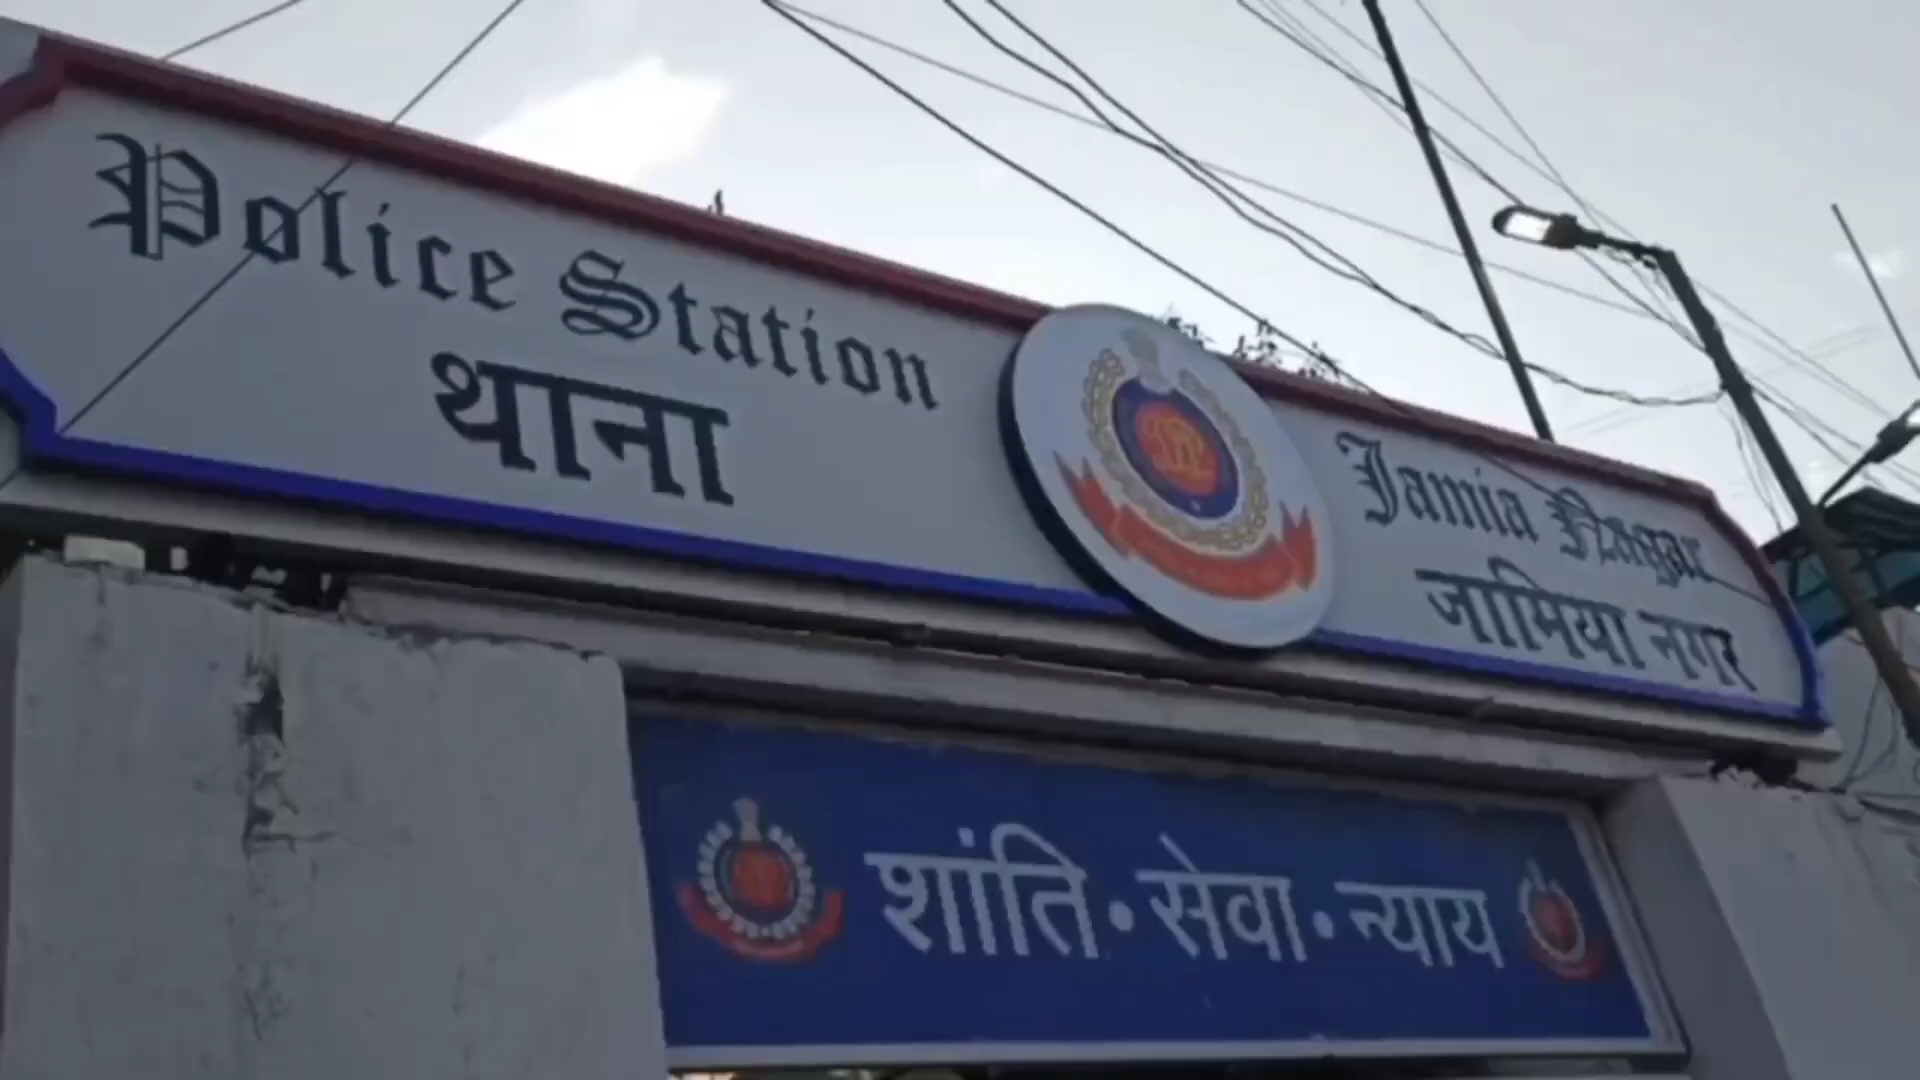 Police Station
थाना
Jamia Nagar
जामिया नगर
शांति • सेवा • न्याय